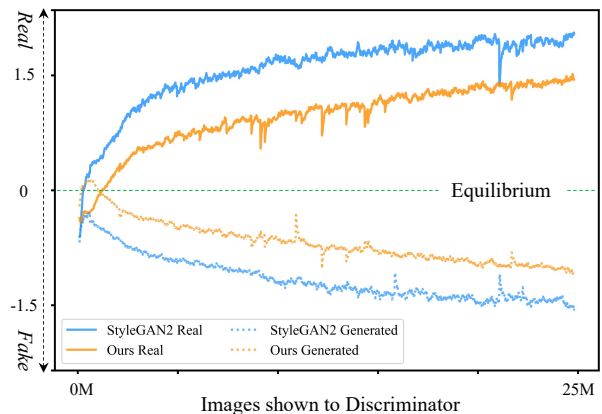 Real
1.5
0
Equilibrium
-1.5
Fake
StyleGAN2 Real
StyleGAN2 Generated
Ours Real
Ours Generated
0M
25M
Images shown to Discriminator